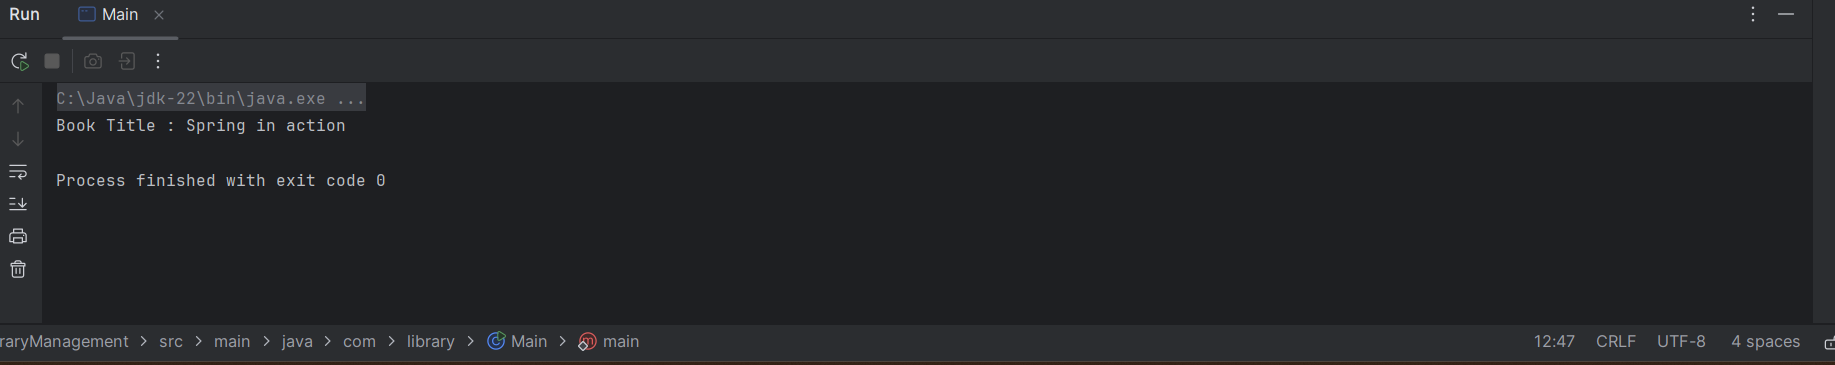 Run Main
C:\Java\jdk-22\bin\java.exe ...
Book Title : Spring in action
Process finished with exit code 0
raryManagement > src > main > java > com > library > Main > main 12:47 CRLF UTF-8 4 spaces